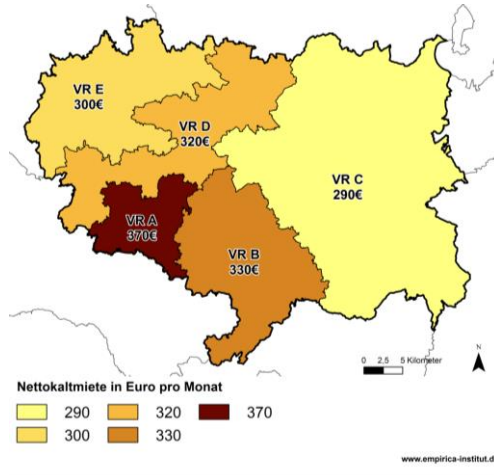 VR E
300€
VR D
320€
VR C
290€
VR A
370€
VR B
330€
0 2,5 5 Kilometer
N
Nettokaltmiete in Euro pro Monat
290 320 370
300 330
www.empirica-institut.d